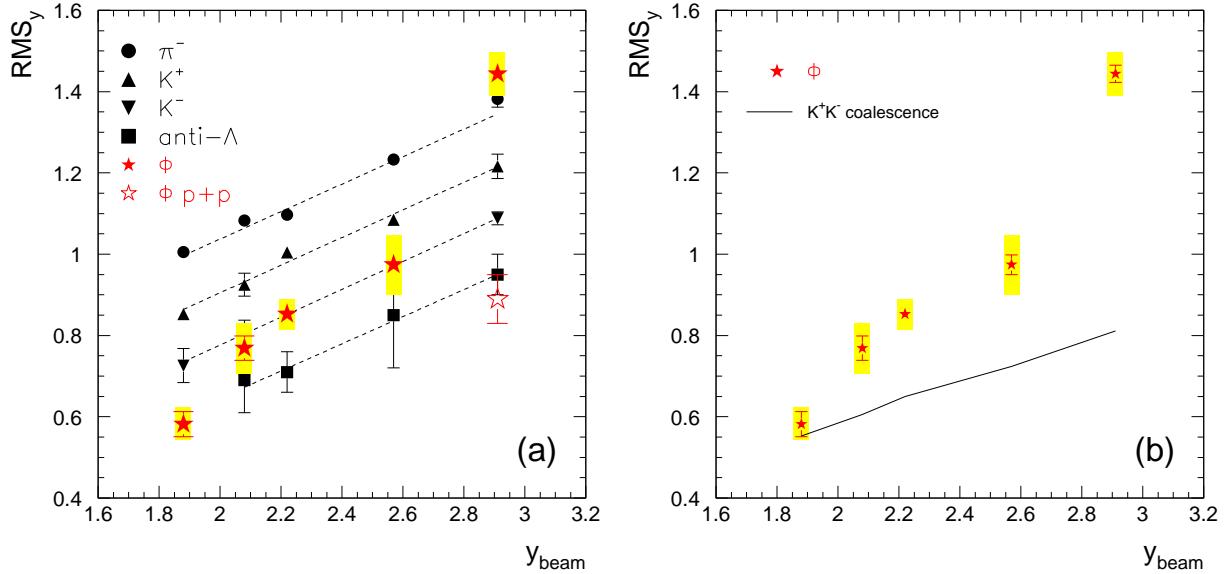 RMS_y
1.6
1.4
1.2
1
0.8
0.6
0.4
1.6 1.8 2 2.2 2.4 2.6 2.8 3 3.2
y_beam
π⁻
K⁺
K⁻
anti−Λ
Φ
Φ p+p
(a)
RMS_y
1.6
1.4
1.2
1
0.8
0.6
0.4
1.6 1.8 2 2.2 2.4 2.6 2.8 3 3.2
y_beam
Φ
K⁺K⁻ coalescence
(b)